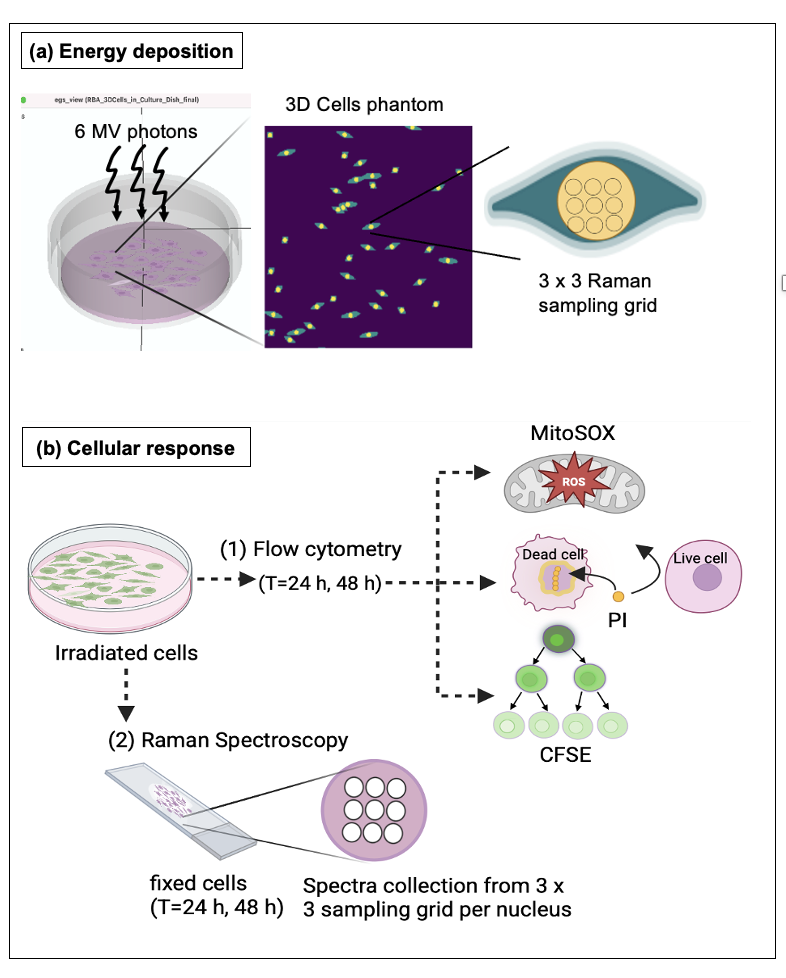 (a) Energy deposition
egs_view (RBA_3DCells_in_Culture_Dish_final)
6 MV photons
3D Cells phantom
3 x 3 Raman
sampling grid
(b) Cellular response
MitoSOX
ROS
(1) Flow cytometry
(T=24 h, 48 h)
Dead cell
Live cell
PI
Irradiated cells
CFSE
(2) Raman Spectroscopy
fixed cells
(T=24 h, 48 h)
Spectra collection from 3 x
3 sampling grid per nucleus